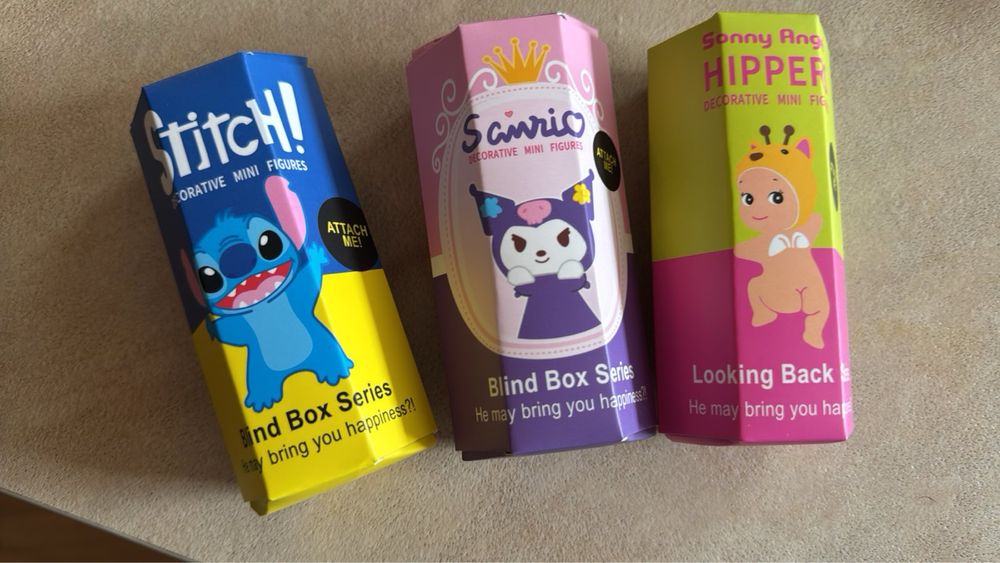 Stitch!
DECORATIVE MINI FIGURES
ATTACH
ME!
Blind Box Series
He may bring you happiness?!
Sanrio
DECORATIVE MINI FIGURES
ATTACH
ME!
Blind Box Series
He may bring you happiness?!
Sonny Ang
HIPPER
DECORATIVE MINI FIG
Looking Back
He may bring you hap